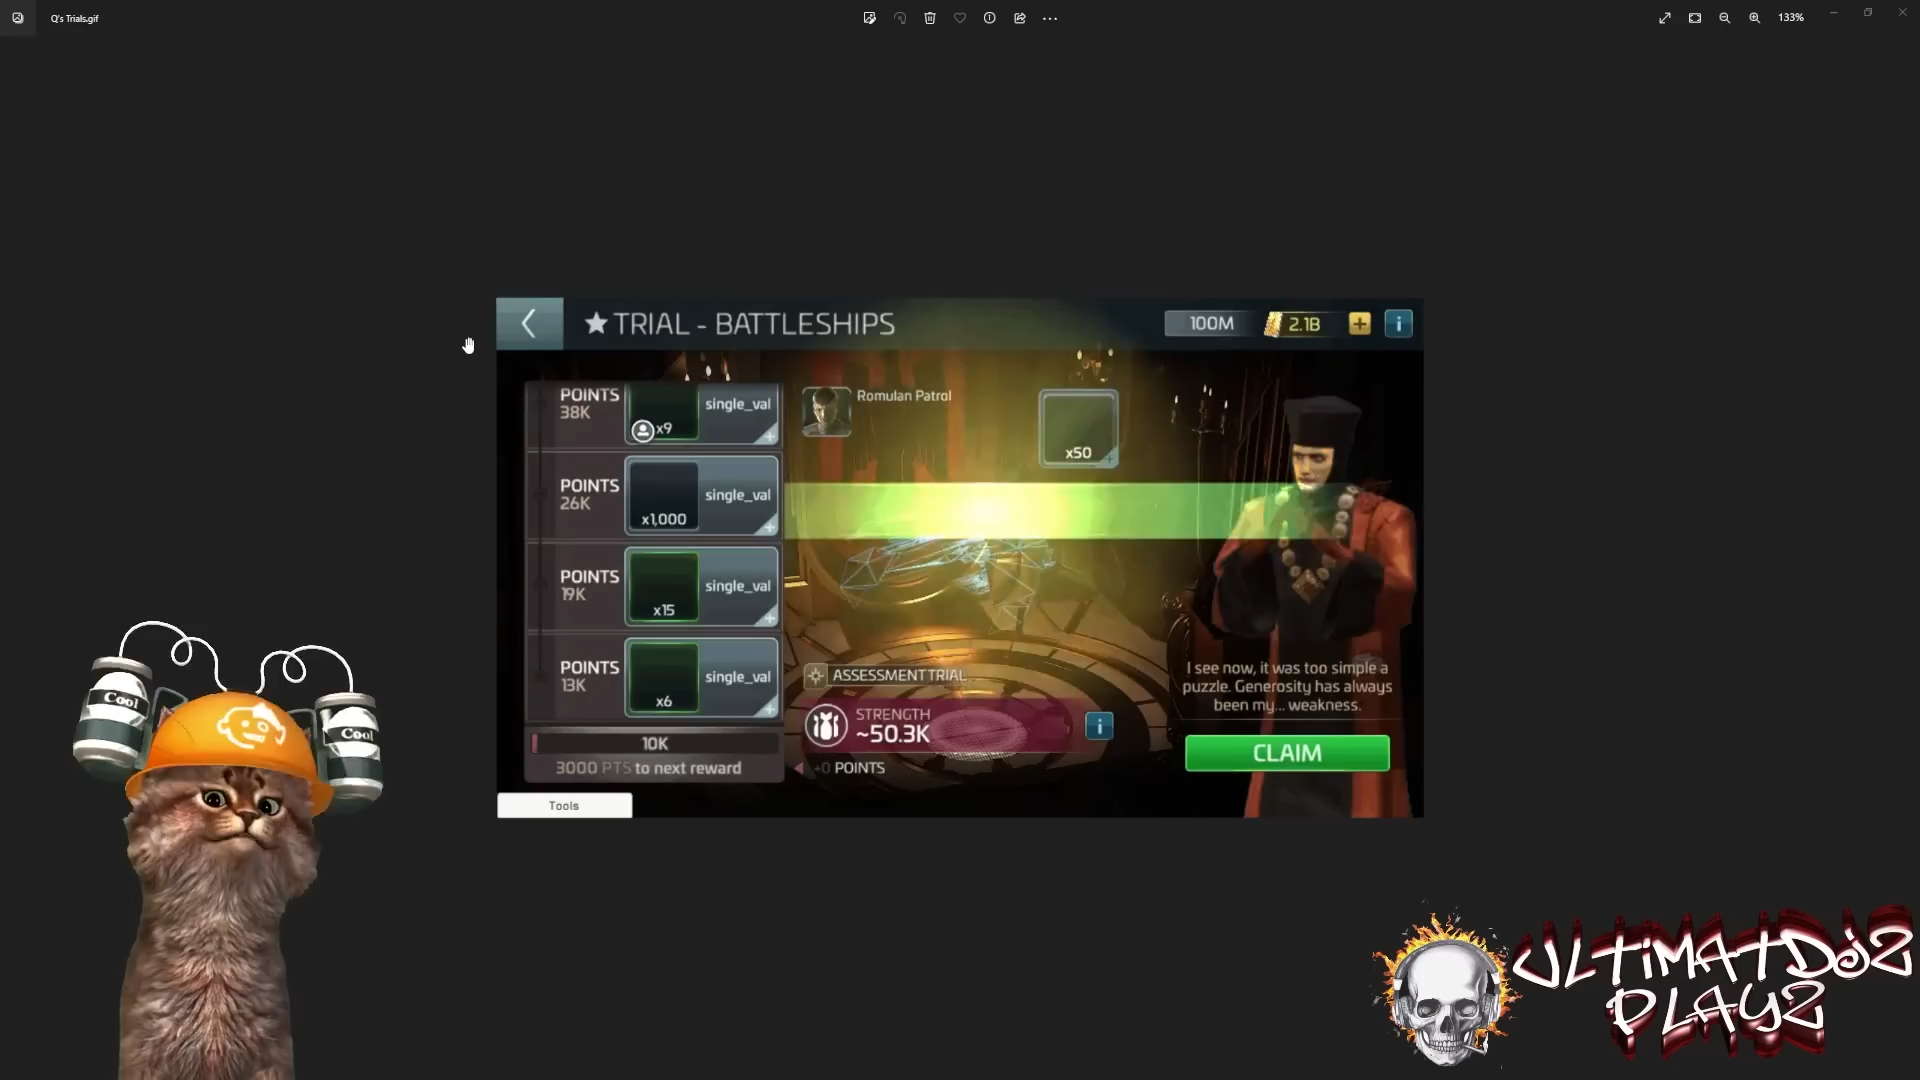 Q's Trials.gif
133%
TRIAL - BATTLESHIPS
100M
2.1B
POINTS
38K
x9
single_val
POINTS
26K
x1,000
single_val
POINTS
19K
x15
single_val
POINTS
13K
x6
single_val
10K
3000 PTS to next reward
Tools
Romulan Patrol
x50
ASSESSMENT TRIAL
STRENGTH
~50.3K
+0 POINTS
I see now, it was too simple a
puzzle. Generosity has always
been my... weakness.
CLAIM
Cool
Cool
ULTIMATDJZ
PLAYZ